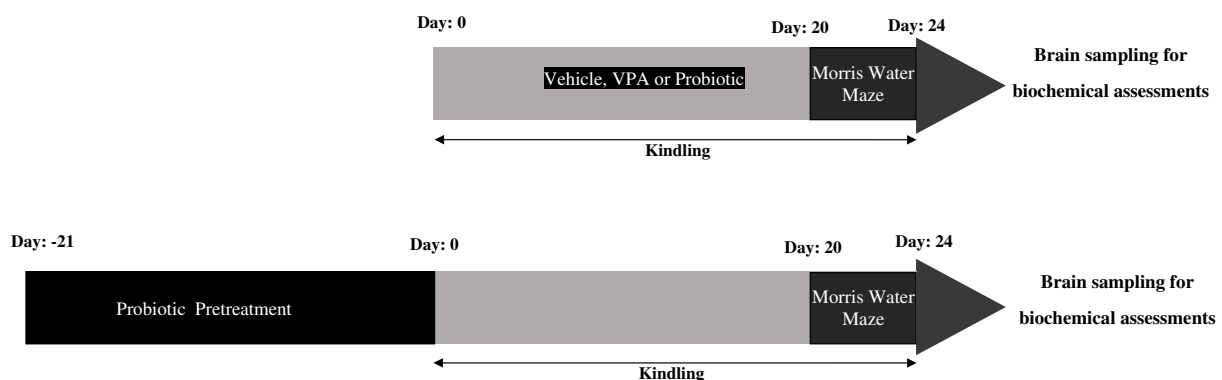 Day: 0
Day: 20
Day: 24
Vehicle, VPA or Probiotic
Morris Water
Maze
Brain sampling for
biochemical assessments
Kindling
Day: -21
Day: 0
Day: 20
Day: 24
Probiotic Pretreatment
Morris Water
Maze
Brain sampling for
biochemical assessments
Kindling